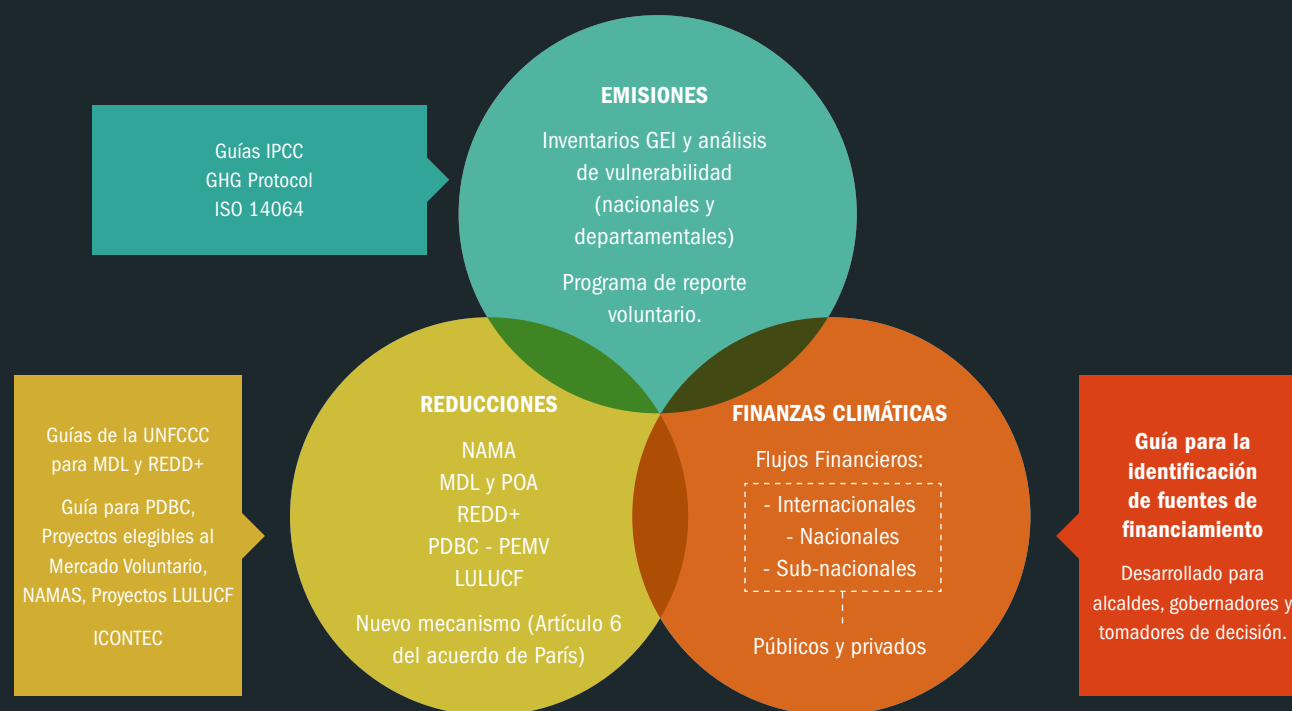 EMISIONES
Inventarios GEI y análisis
de vulnerabilidad
(nacionales y
departamentales)
Programa de reporte
voluntario.
Guías IPCC
GHG Protocol
ISO 14064
REDUCCIONES
NAMA
MDL y POA
REDD+
PDBC - PEMV
LULUCF
Nuevo mecanismo (Artículo 6
del acuerdo de París)
Guías de la UNFCCC
para MDL y REDD+
Guía para PDBC,
Proyectos elegibles al
Mercado Voluntario,
NAMAS, Proyectos LULUCF
ICONTEC
FINANZAS CLIMÁTICAS
Flujos Financieros:
- Internacionales
- Nacionales
- Sub-nacionales
Públicos y privados
Guía para la
identificación
de fuentes de
financiamiento
Desarrollado para
alcaldes, gobernadores y
tomadores de decisión.